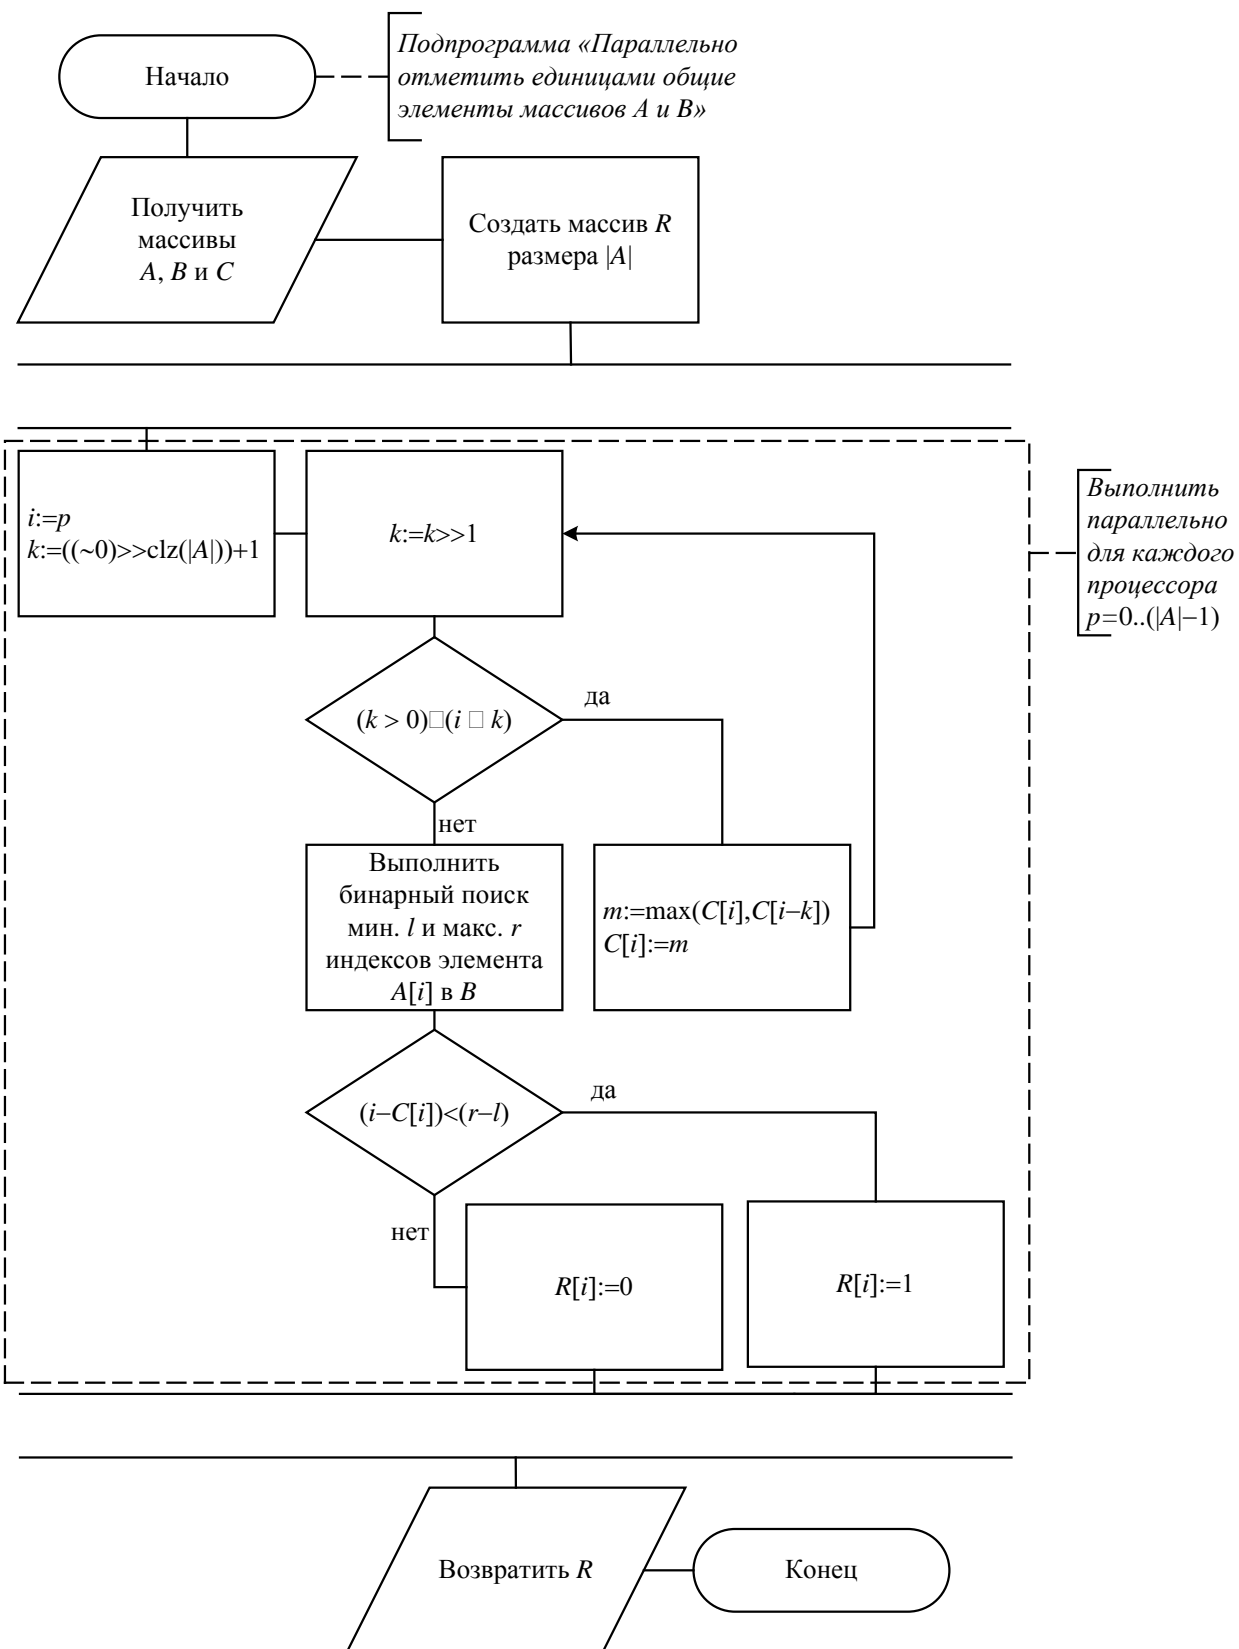 Начало
Подпрограмма «Параллельно
отметить единицами общие
элементы массивов A и B»
Получить
массивы
A, B и C
Создать массив R
размера |A|
i:=p
k:=((~0)>>clz(|A|))+1
k:=k>>1
Выполнить
параллельно
для каждого
процессора
p=0..(|A|−1)
(k > 0)□(i □ k)
да
нет
Выполнить
бинарный поиск
мин. l и макс. r
индексов элемента
A[i] в B
m:=max(C[i],C[i−k])
C[i]:=m
(i−C[i])<(r−l)
да
нет
R[i]:=0
R[i]:=1
Возвратить R
Конец